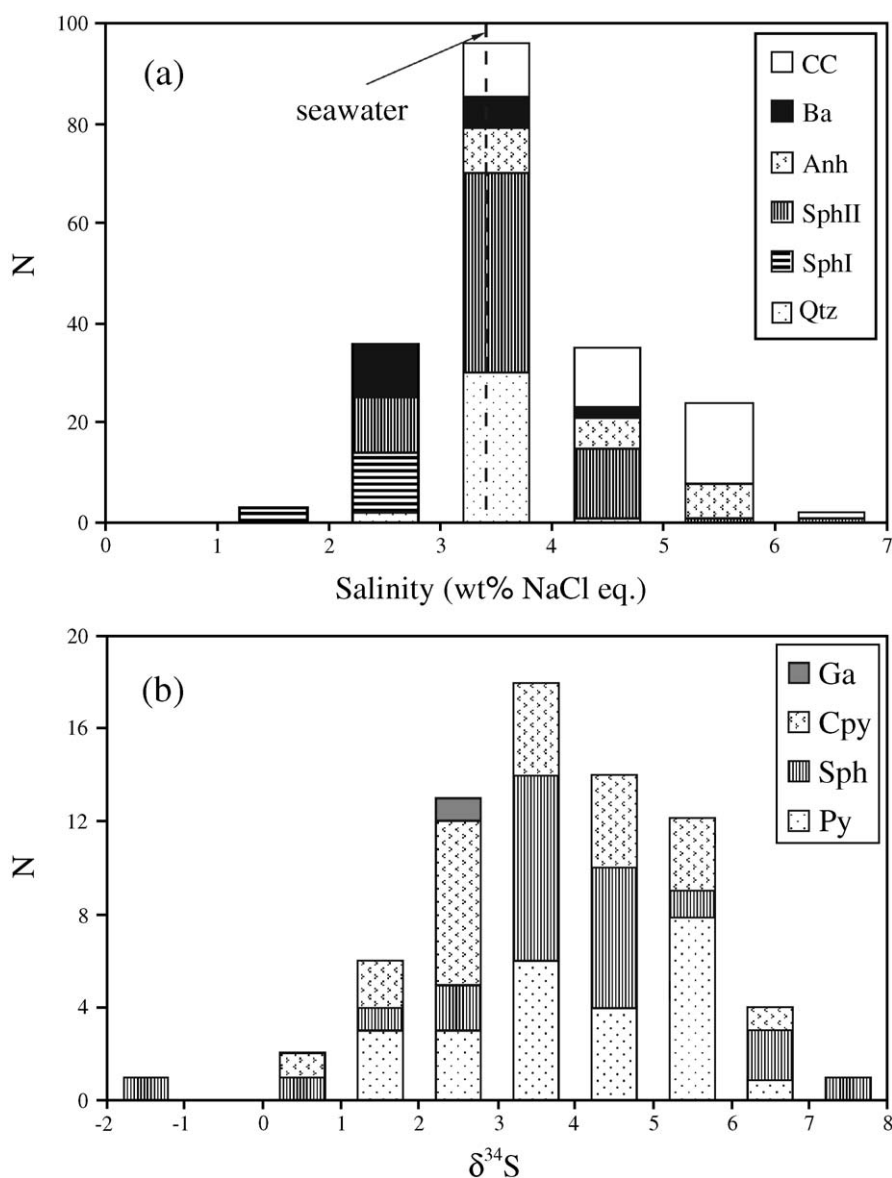 100
80
60
40
20
0
N
(a)
seawater
CC
Ba
Anh
SphII
SphI
Qtz
0 1 2 3 4 5 6 7
Salinity (wt% NaCl eq.)
20
16
12
8
4
0
N
(b)
Ga
Cpy
Sph
Py
-2 -1 0 1 2 3 4 5 6 7 8
δ³⁴S